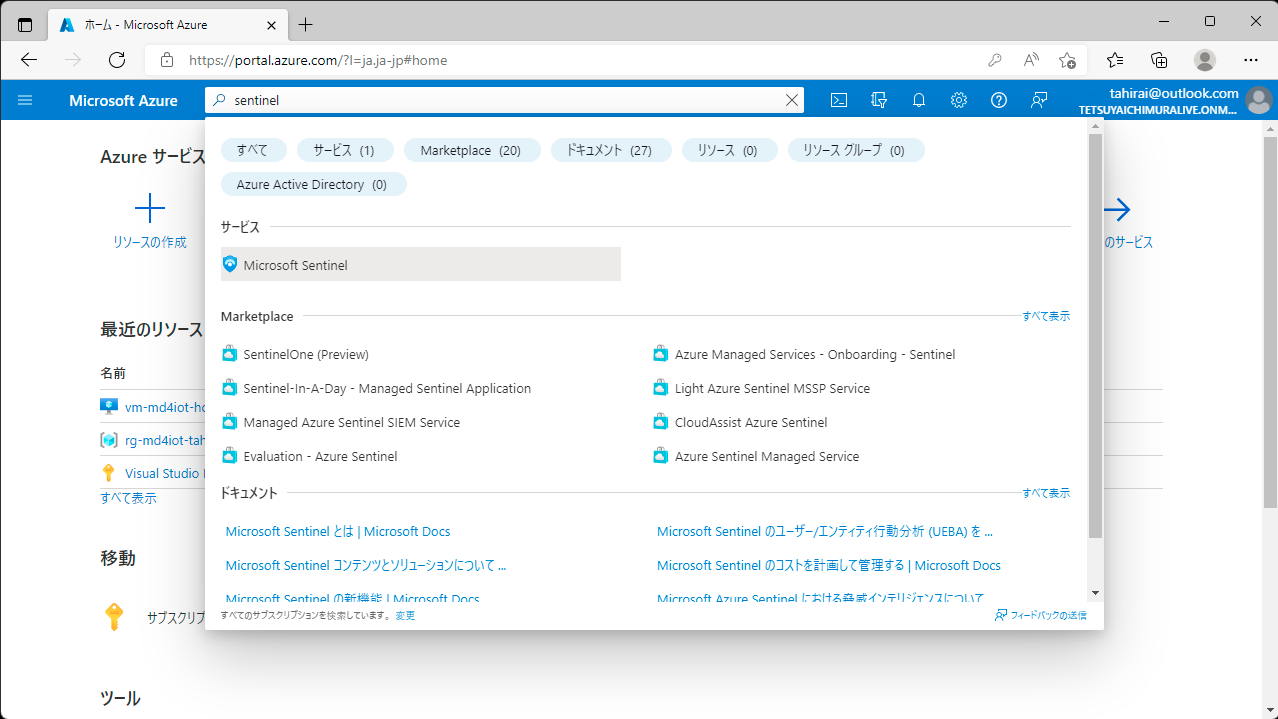 ホーム - Microsoft Azure
https://portal.azure.com/?l=ja.ja-jp#home
Microsoft Azure
sentinel
tahirai@outlook.com
TETSUYAICHIMURALIVE.ONM...
Azure サービス
リソースの作成
のサービス
すべて
サービス (1)
Marketplace (20)
ドキュメント (27)
リソース (0)
リソース グループ (0)
Azure Active Directory (0)
サービス
Microsoft Sentinel
Marketplace
すべて表示
SentinelOne (Preview)
Azure Managed Services - Onboarding - Sentinel
Sentinel-In-A-Day - Managed Sentinel Application
Light Azure Sentinel MSSP Service
Managed Azure Sentinel SIEM Service
CloudAssist Azure Sentinel
Evaluation - Azure Sentinel
Azure Sentinel Managed Service
ドキュメント
すべて表示
Microsoft Sentinel とは | Microsoft Docs
Microsoft Sentinel のユーザー/エンティティ行動分析 (UEBA) を ...
Microsoft Sentinel コンテンツとソリューションについて ...
Microsoft Sentinel のコストを計画して管理する | Microsoft Docs
Microsoft Sentinel の新機能 | Microsoft Docs
Microsoft Azure Sentinel における脅威インテリジェンスについて
すべてのサブスクリプションを検索しています。 変更
フィードバックの送信
最近のリソース
名前
vm-md4iot-ho
rg-md4iot-tah
Visual Studio
すべて表示
移動
サブスクリプ
ツール